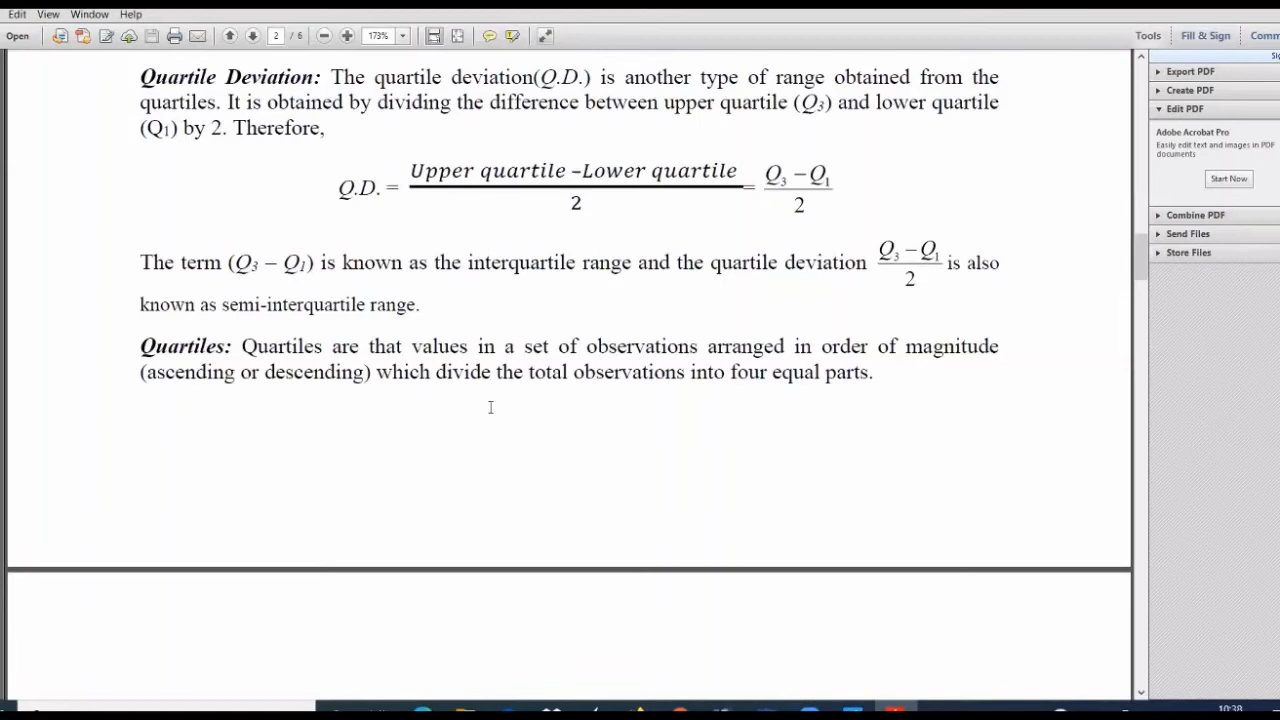 Edit View Window Help
Open 2 / 6 173% Tools Fill & Sign Comm
Quartile Deviation: The quartile deviation(Q.D.) is another type of range obtained from the
quartiles. It is obtained by dividing the difference between upper quartile (Q₃) and lower quartile
(Q₁) by 2. Therefore,
Q.D. = Upper quartile –Lower quartile / 2 = Q₃ – Q₁ / 2
The term (Q₃ − Q₁) is known as the interquartile range and the quartile deviation Q₃ – Q₁ / 2 is also
known as semi-interquartile range.
Quartiles: Quartiles are that values in a set of observations arranged in order of magnitude
(ascending or descending) which divide the total observations into four equal parts.
Export PDF
Create PDF
Edit PDF
Adobe Acrobat Pro
Easily edit text and images in PDF
documents
Start Now
Combine PDF
Send Files
Store Files
10:38